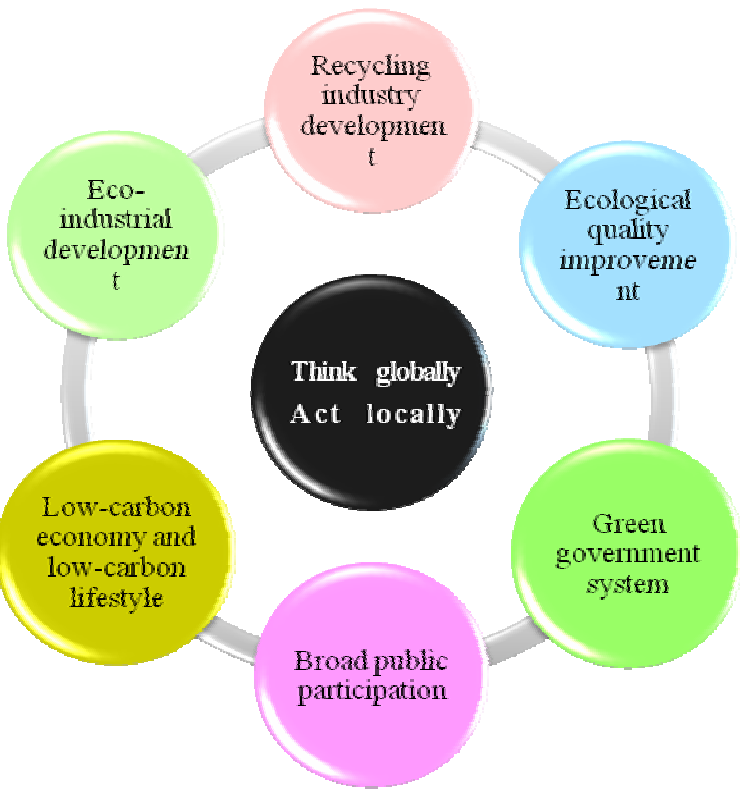 Recycling
industry
developmen
t
Ecological
quality
improveme
nt
Green
government
system
Broad public
participation
Low-carbon
economy and
low-carbon
lifestyle
Eco-
industrial
developmen
t
Think globally
Act locally